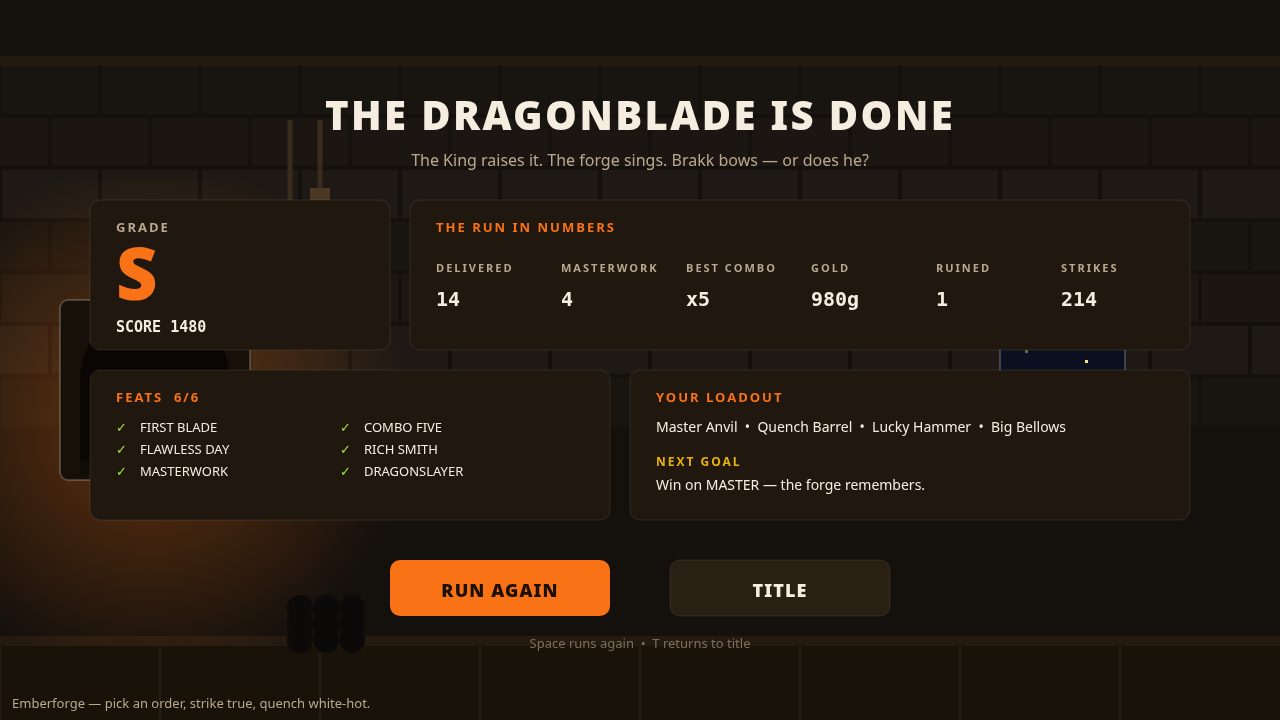 THE DRAGONBLADE IS DONE
The King raises it. The forge sings. Brakk bows — or does he?
GRADE
S
SCORE 1480
THE RUN IN NUMBERS
DELIVERED MASTERWORK BEST COMBO GOLD RUINED STRIKES
14 4 x5 980g 1 214
FEATS 6/6
✓ FIRST BLADE ✓ COMBO FIVE
✓ FLAWLESS DAY ✓ RICH SMITH
✓ MASTERWORK ✓ DRAGONSLAYER
YOUR LOADOUT
Master Anvil • Quench Barrel • Lucky Hammer • Big Bellows
NEXT GOAL
Win on MASTER — the forge remembers.
RUN AGAIN
TITLE
Space runs again • T returns to title
Emberforge — pick an order, strike true, quench white-hot.